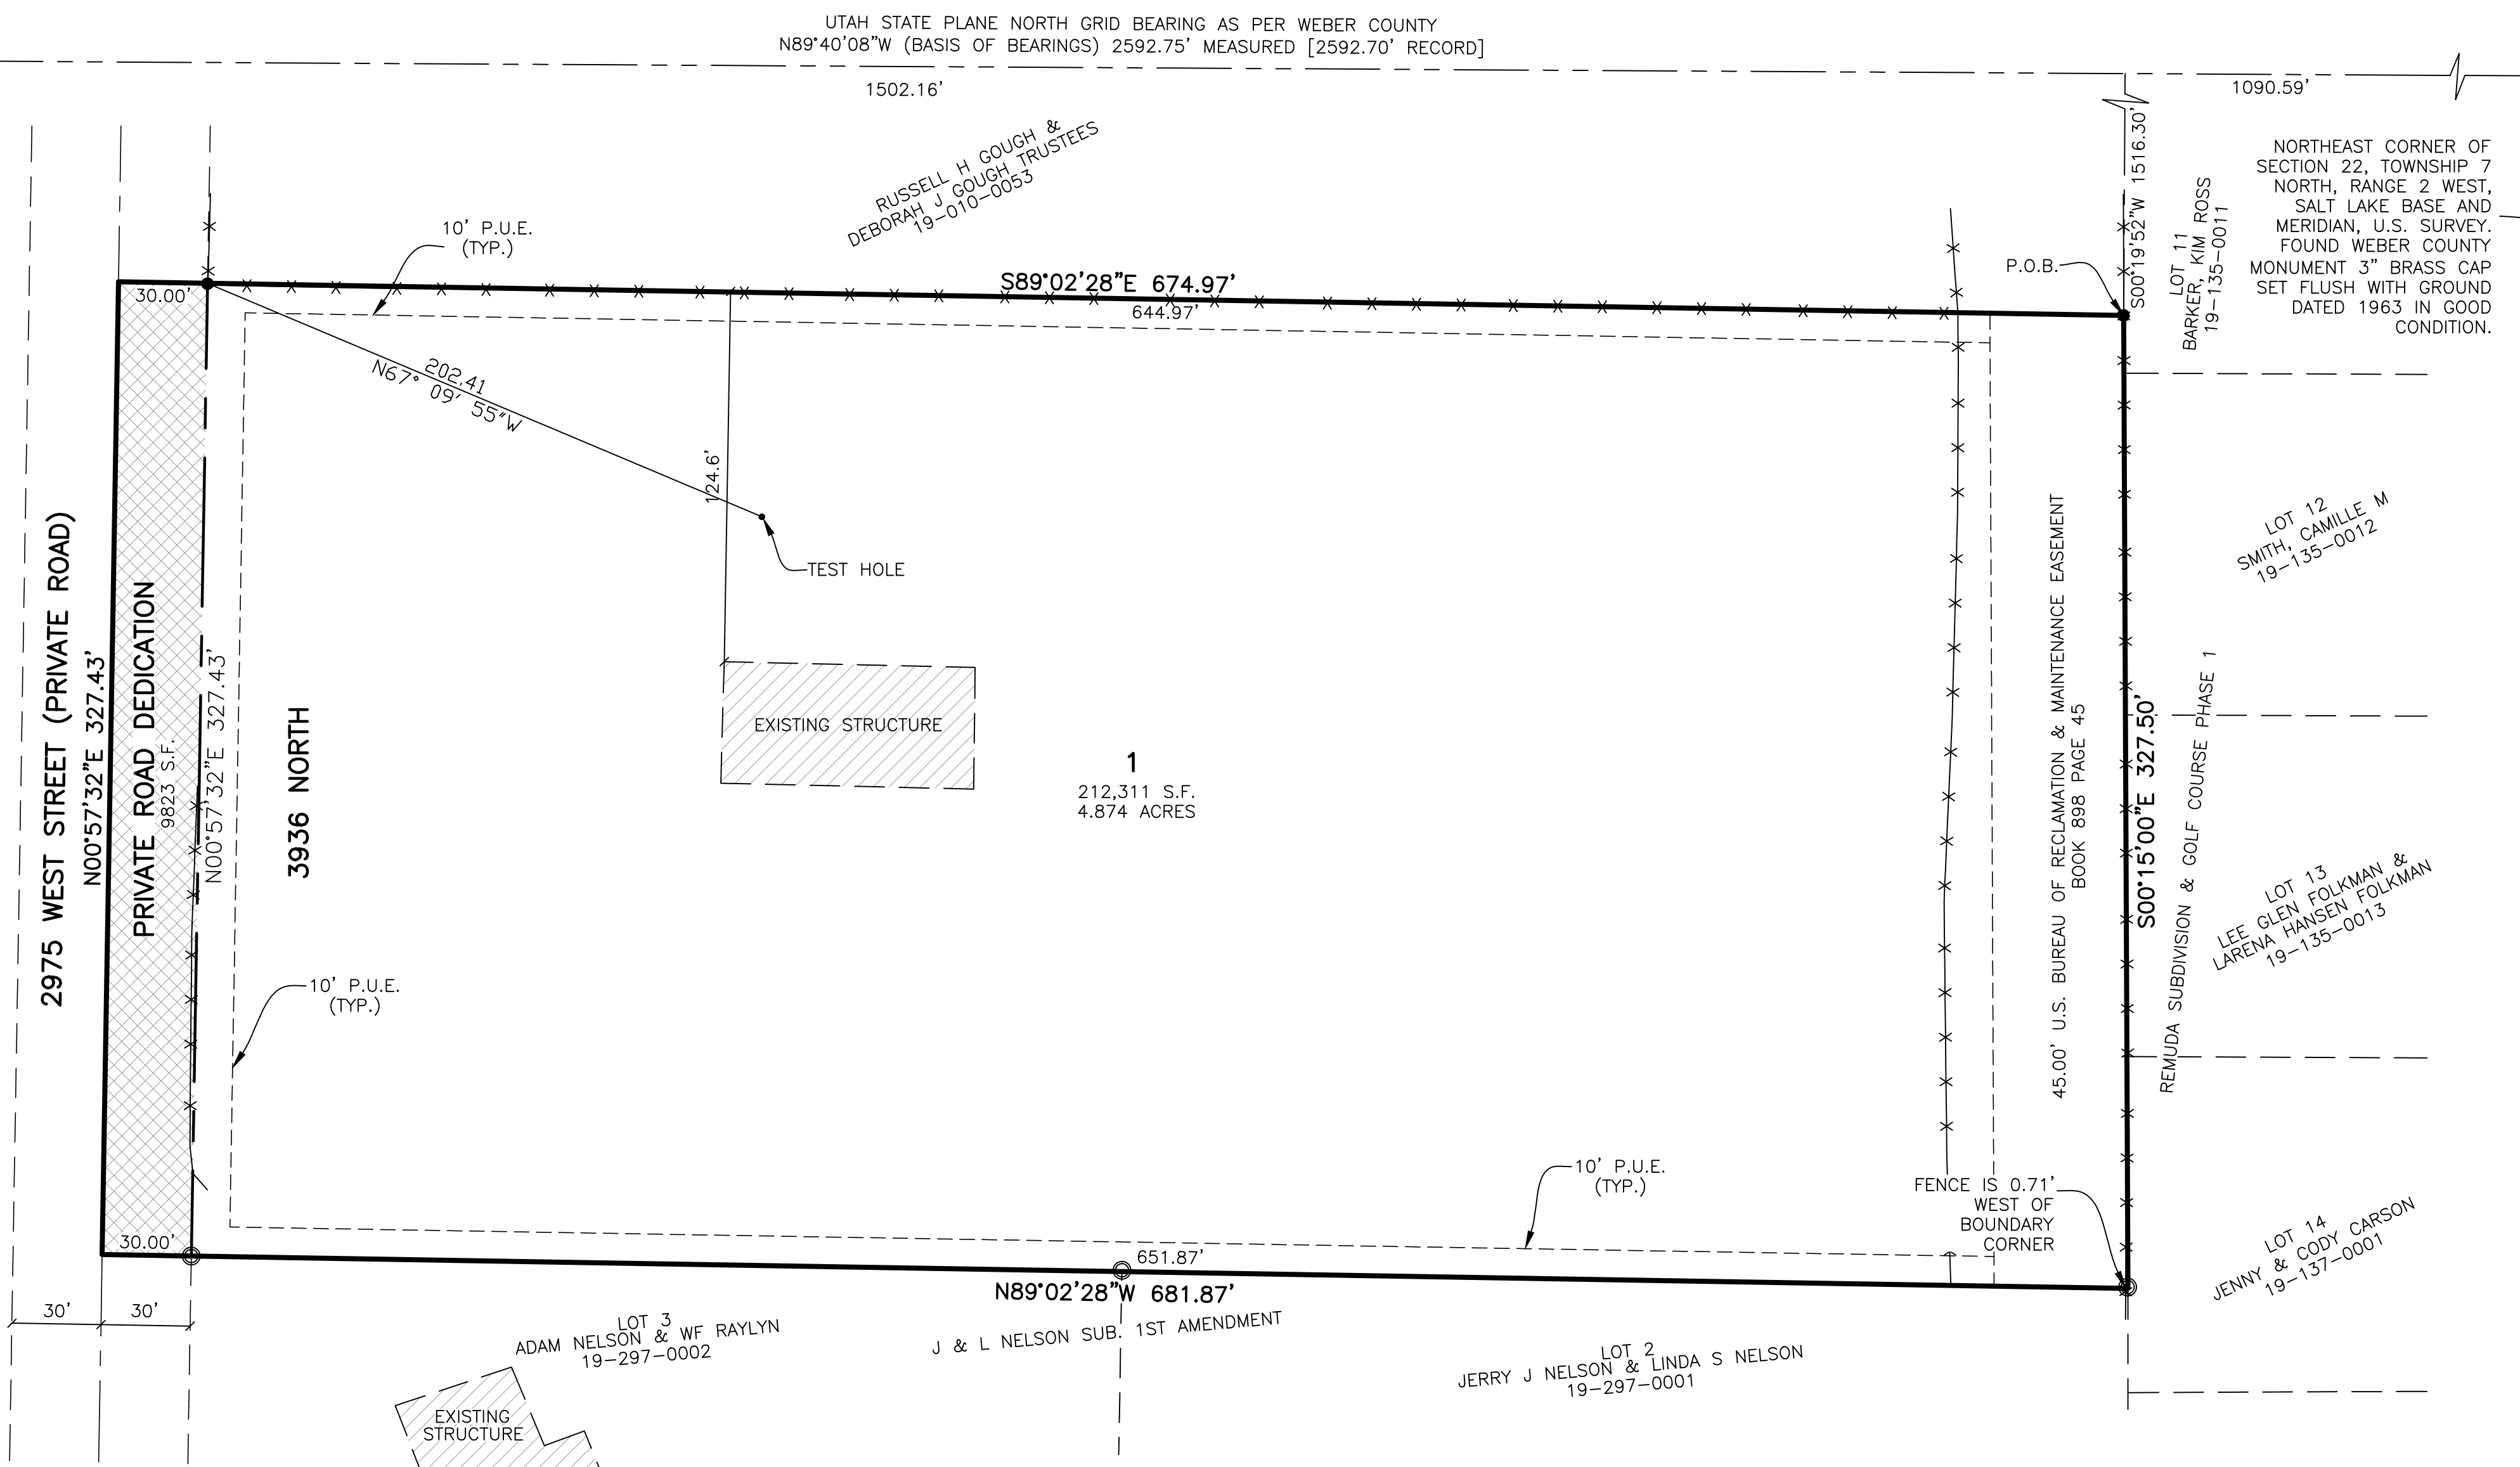 UTAH STATE PLANE NORTH GRID BEARING AS PER WEBER COUNTY
N89°40'08"W (BASIS OF BEARINGS) 2592.75' MEASURED [2592.70' RECORD]
1502.16'
1090.59'
RUSSELL H GOUGH &
DEBORAH J GOUGH TRUSTEES
19-010-0053
S00°19'52"W 1516.30'
LOT 11
BARKER, KIM ROSS
19-135-0011
NORTHEAST CORNER OF
SECTION 22, TOWNSHIP 7
NORTH, RANGE 2 WEST,
SALT LAKE BASE AND
MERIDIAN, U.S. SURVEY.
FOUND WEBER COUNTY
MONUMENT 3" BRASS CAP
SET FLUSH WITH GROUND
DATED 1963 IN GOOD
CONDITION.
10' P.U.E.
(TYP.)
P.O.B.
30.00'
S89°02'28"E 674.97'
644.97'
202.41
N67° 09' 55"W
124.6'
TEST HOLE
2975 WEST STREET (PRIVATE ROAD)
N00°57'32"E 327.43'
PRIVATE ROAD DEDICATION
9823 S.F.
N00°57'32"E 327.43'
3936 NORTH
EXISTING STRUCTURE
1
212,311 S.F.
4.874 ACRES
45.00' U.S. BUREAU OF RECLAMATION & MAINTENANCE EASEMENT
BOOK 898 PAGE 45
S00°15'00"E 327.50'
REMUDA SUBDIVISION & GOLF COURSE PHASE 1
LOT 12
SMITH, CAMILLE M
19-135-0012
LOT 13
LEE GLEN FOLKMAN &
LARENA HANSEN FOLKMAN
19-135-0013
10' P.U.E.
(TYP.)
10' P.U.E.
(TYP.)
FENCE IS 0.71'
WEST OF
BOUNDARY
CORNER
LOT 14
JENNY & CODY CARSON
19-137-0001
30.00'
651.87'
N89°02'28"W 681.87'
30'
30'
LOT 3
ADAM NELSON & WF RAYLYN
19-297-0002
J & L NELSON SUB. 1ST AMENDMENT
LOT 2
JERRY J NELSON & LINDA S NELSON
19-297-0001
EXISTING
STRUCTURE